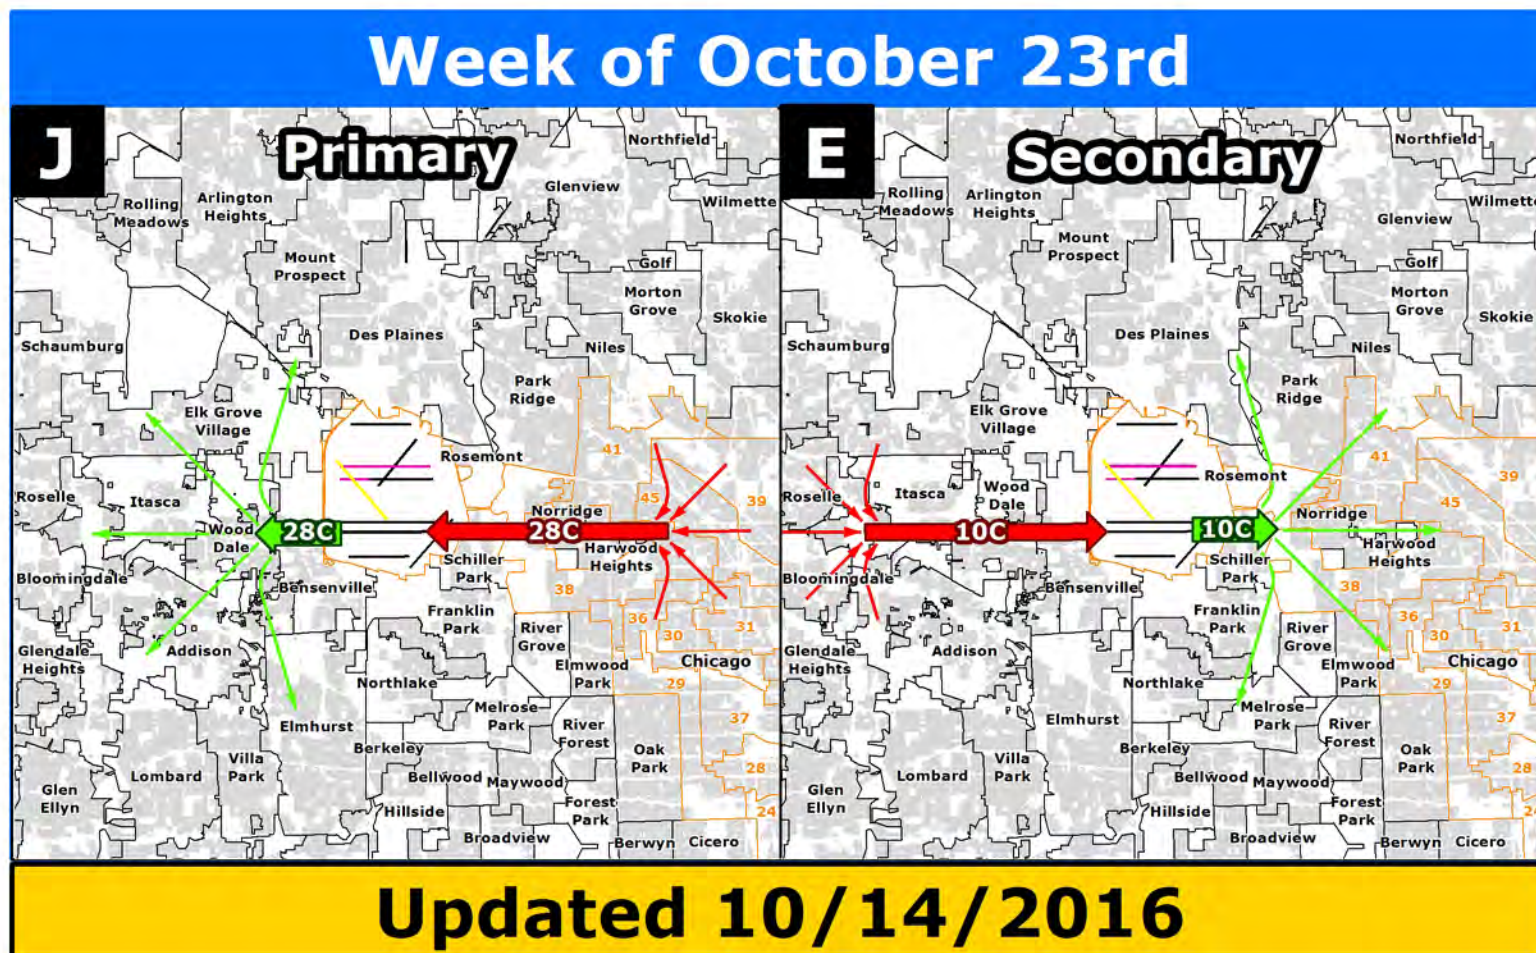 Week of October 23rd
J
Primary
Northfield
Rolling
Meadows
Arlington
Heights
Glenview
Wilmette
Mount
Prospect
Golf
Morton
Grove
Skokie
Schaumburg
Des Plaines
Niles
Park
Ridge
Elk Grove
Village
41
Rosemont
Roselle
Itasca
45
39
Norridge
Wood
Dale
28C
28C
Harwood
Heights
Schiller
Park
Bloomingdale
Bensenville
38
Franklin
Park
36
31
30
River
Grove
Glendale
Heights
Addison
Elmwood
Park
Chicago
Northlake
29
Melrose
Park
Elmhurst
River
Forest
37
Berkeley
Oak
Park
Villa
Park
Lombard
Bellwood
Maywood
28
Glen
Ellyn
Hillside
Forest
Park
24
Broadview
Berwyn
Cicero
E
Secondary
Northfield
Rolling
Meadows
Arlington
Heights
Glenview
Wilmette
Mount
Prospect
Golf
Morton
Grove
Skokie
Schaumburg
Des Plaines
Niles
Park
Ridge
Elk Grove
Village
41
Rosemont
39
Roselle
Itasca
Wood
Dale
45
Norridge
10C
10C
Harwood
Heights
Schiller
Park
Bloomingdale
Bensenville
38
Franklin
Park
36
31
30
River
Grove
Glendale
Heights
Addison
Elmwood
Park
Chicago
Northlake
29
Melrose
Park
Elmhurst
River
Forest
37
Berkeley
Oak
Park
Villa
Park
Lombard
Bellwood
Maywood
28
Glen
Ellyn
Hillside
Forest
Park
24
Broadview
Berwyn
Cicero
Updated 10/14/2016